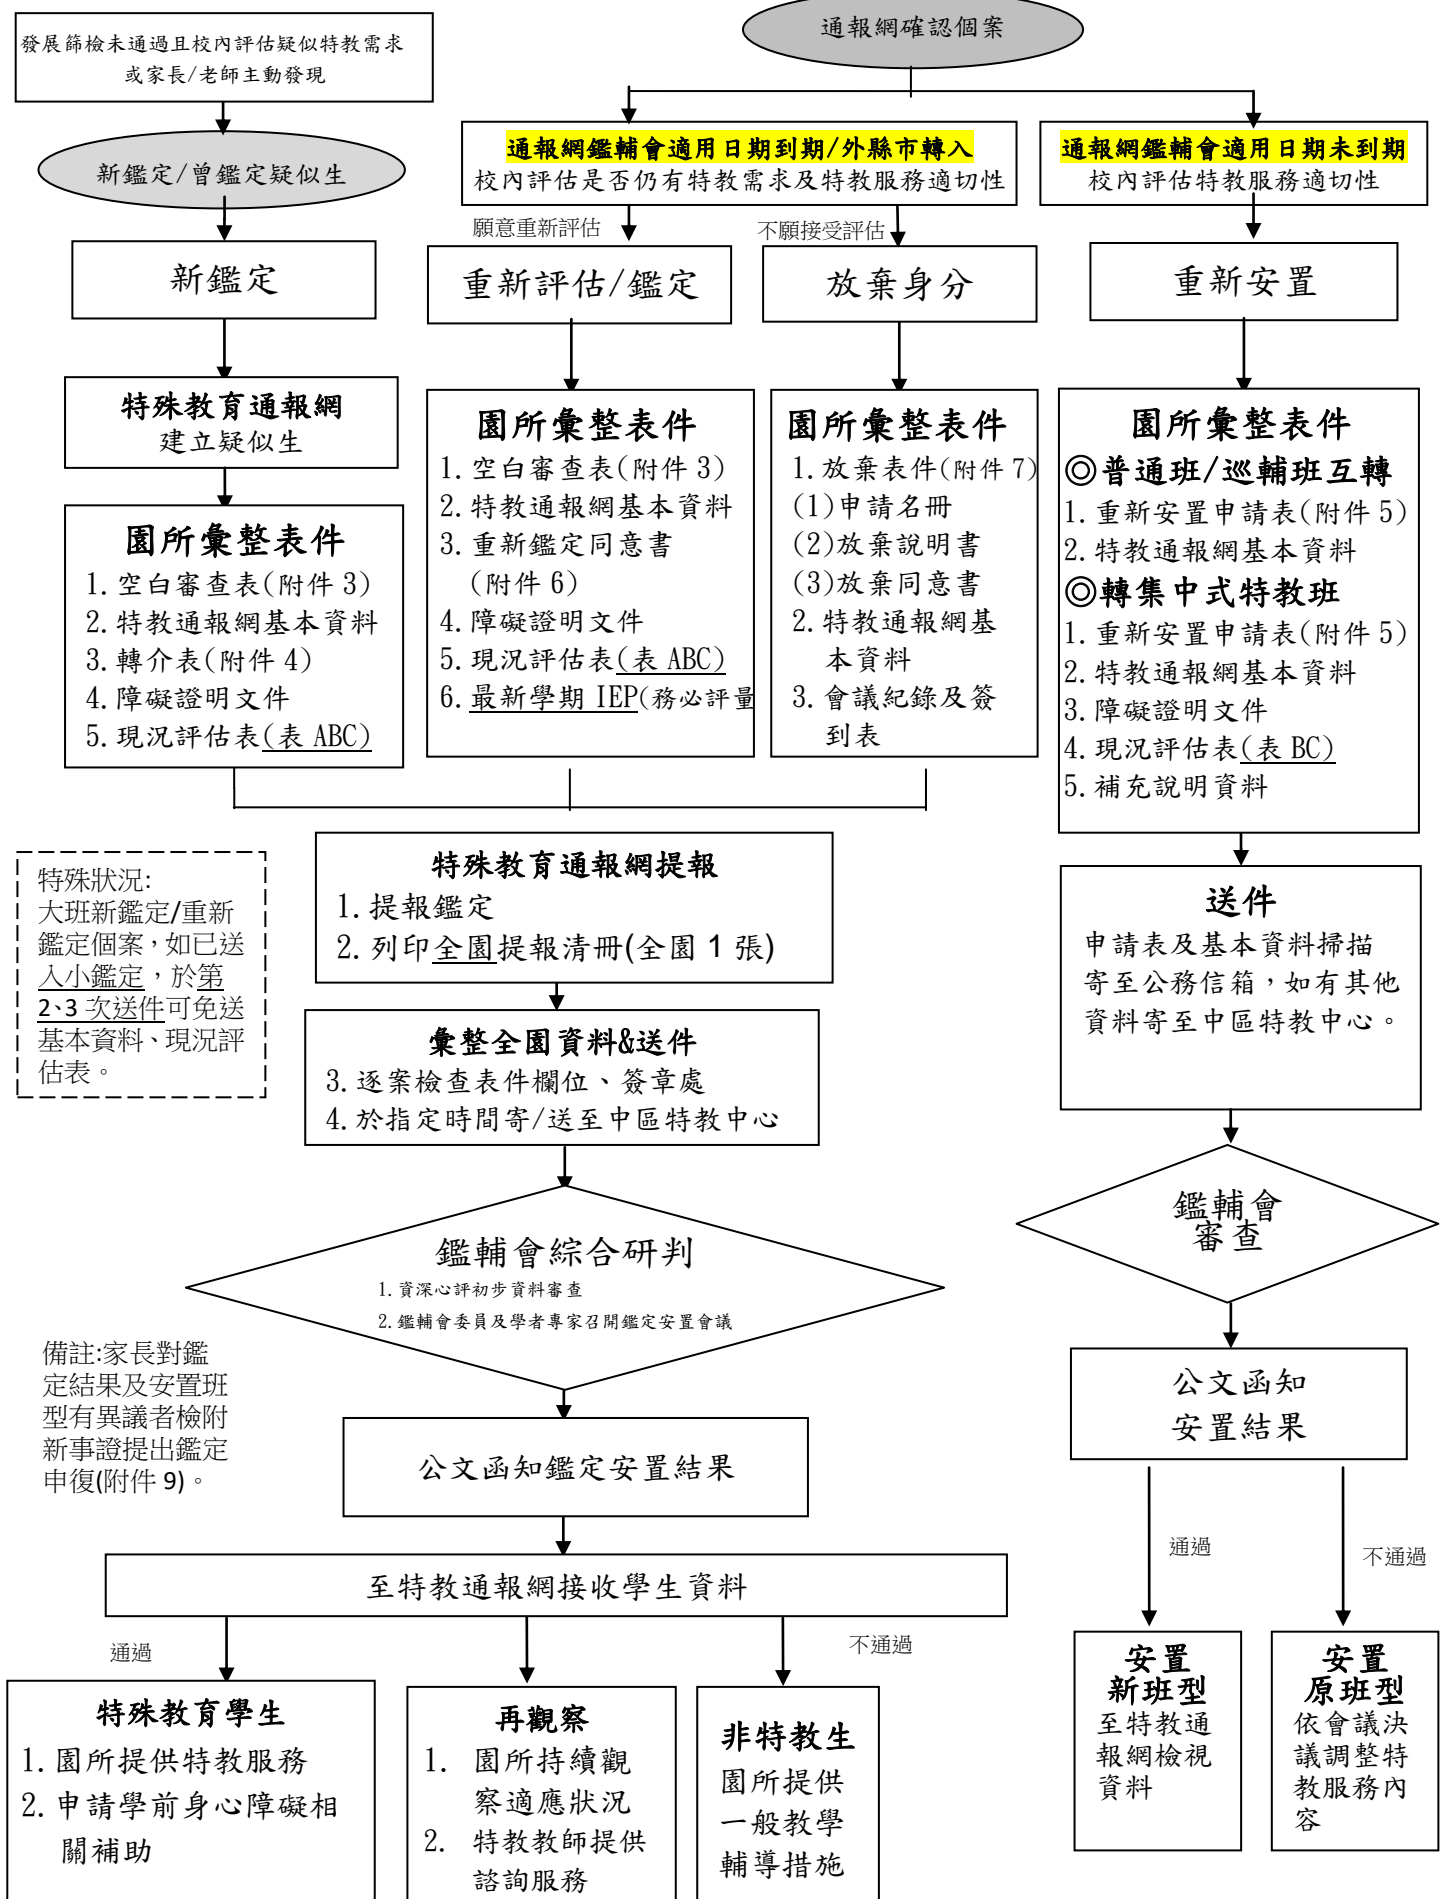 發展篩檢未通過且校內評估疑似特教需求
或家長/老師主動發現
新鑑定/曾鑑定疑似生
新鑑定
特殊教育通報網
建立疑似生
園所彙整表件
1.空白審查表(附件 3)
2.特教通報網基本資料
3.轉介表(附件 4)
4.障礙證明文件
5.現況評估表(表 ABC)
通報網確認個案
通報網鑑輔會適用日期到期/外縣市轉入
校內評估是否仍有特教需求及特教服務適切性
願意重新評估
不願接受評估
重新評估/鑑定
園所彙整表件
1.空白審查表(附件 3)
2.特教通報網基本資料
3.重新鑑定同意書
(附件 6)
4.障礙證明文件
5.現況評估表(表 ABC)
6.最新學期 IEP(務必評量
放棄身分
園所彙整表件
1.放棄表件(附件 7)
(1)申請名冊
(2)放棄說明書
(3)放棄同意書
2.特教通報網基
本資料
3.會議紀錄及簽
到表
通報網鑑輔會適用日期未到期
校內評估特教服務適切性
重新安置
園所彙整表件
◎普通班/巡輔班互轉
1.重新安置申請表(附件 5)
2.特教通報網基本資料
◎轉集中式特教班
1.重新安置申請表(附件 5)
2.特教通報網基本資料
3.障礙證明文件
4.現況評估表(表 BC)
5.補充說明資料
特殊狀況:
大班新鑑定/重新
鑑定個案，如已送
入小鑑定，於第
2、3 次送件可免送
基本資料、現況評
估表。
特殊教育通報網提報
1.提報鑑定
2.列印全園提報清冊(全園 1 張)
彙整全園資料&送件
3.逐案檢查表件欄位、簽章處
4.於指定時間寄/送至中區特教中心
鑑輔會綜合研判
1.資深心評初步資料審查
2.鑑輔會委員及學者專家召開鑑定安置會議
備註:家長對鑑
定結果及安置班
型有異議者檢附
新事證提出鑑定
申復(附件 9)。
公文函知鑑定安置結果
至特教通報網接收學生資料
通過
不通過
特殊教育學生
1.園所提供特教服務
2.申請學前身心障礙相
關補助
再觀察
1. 園所持續觀
察適應狀況
2. 特教教師提供
諮詢服務
非特教生
園所提供
一般教學
輔導措施
送件
申請表及基本資料掃描
寄至公務信箱，如有其他
資料寄至中區特教中心。
鑑輔會
審查
公文函知
安置結果
通過
不通過
安置
新班型
至特教通
報網檢視
資料
安置
原班型
依會議決
議調整特
教服務內
容